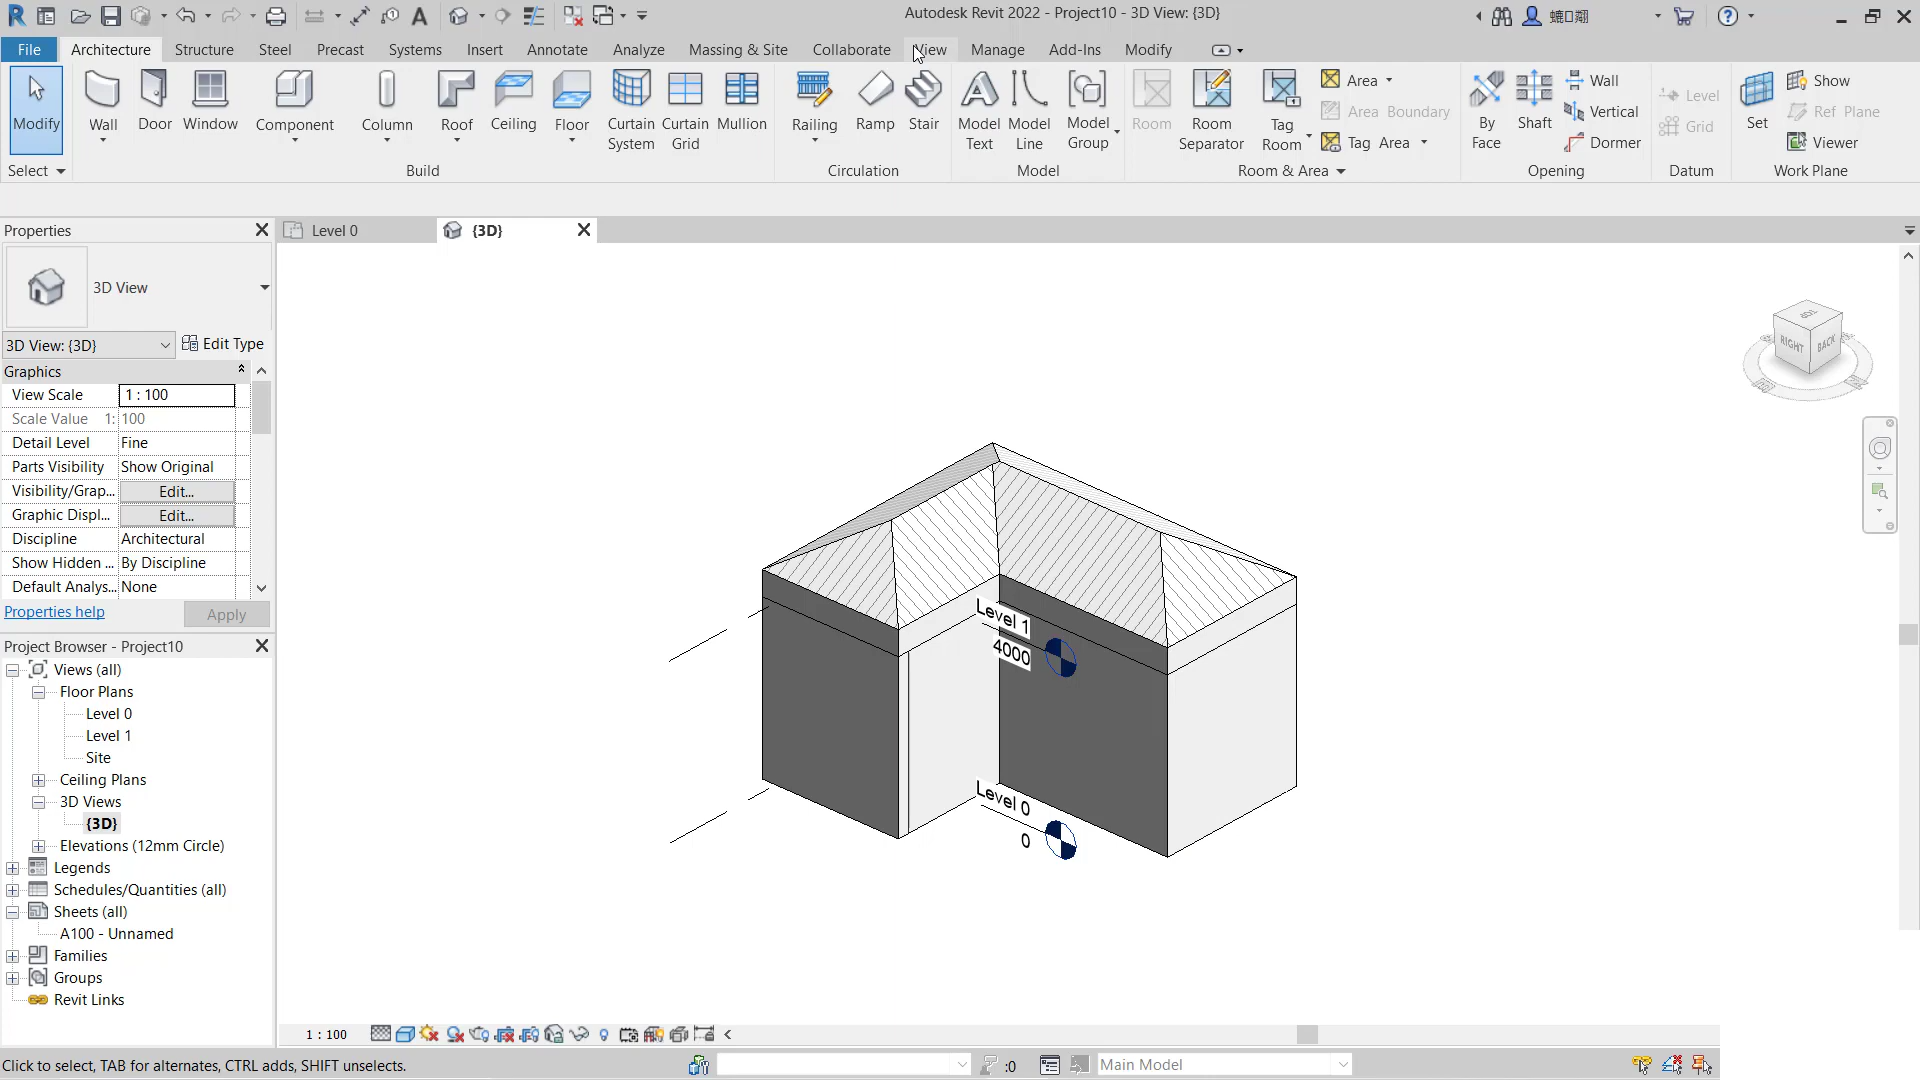 Autodesk Revit 2022 - Project10 - 3D View: {3D}
File Architecture Structure Steel Precast Systems Insert Annotate Analyze Massing & Site Collaborate View Manage Add-Ins Modify
Modify Wall Door Window Component Column Roof Ceiling Floor Curtain System Curtain Grid Mullion Railing Ramp Stair Model Text Model Line Model Group Room Room Separator Tag Room
Area
Area Boundary
Tag Area
By Face Shaft
Wall
Vertical
Dormer
Level
Grid
Set
Show
Ref Plane
Viewer
Select Build Circulation Model Room & Area Opening Datum Work Plane
Properties
Level 0 {3D}
3D View
3D View: {3D} Edit Type
Graphics
View Scale 1 : 100
Scale Value 1: 100
Detail Level Fine
Parts Visibility Show Original
Visibility/Grap... Edit...
Graphic Displ... Edit...
Discipline Architectural
Show Hidden ... By Discipline
Default Analys... None
Properties help Apply
Project Browser - Project10
Views (all)
Floor Plans
Level 0
Level 1
Site
Ceiling Plans
3D Views
{3D}
Elevations (12mm Circle)
Legends
Schedules/Quantities (all)
Sheets (all)
A100 - Unnamed
Families
Groups
Revit Links
TOP
RIGHT BACK
Level 1
4000
Level 0
0
1 : 100
Click to select, TAB for alternates, CTRL adds, SHIFT unselects.
:0
Main Model